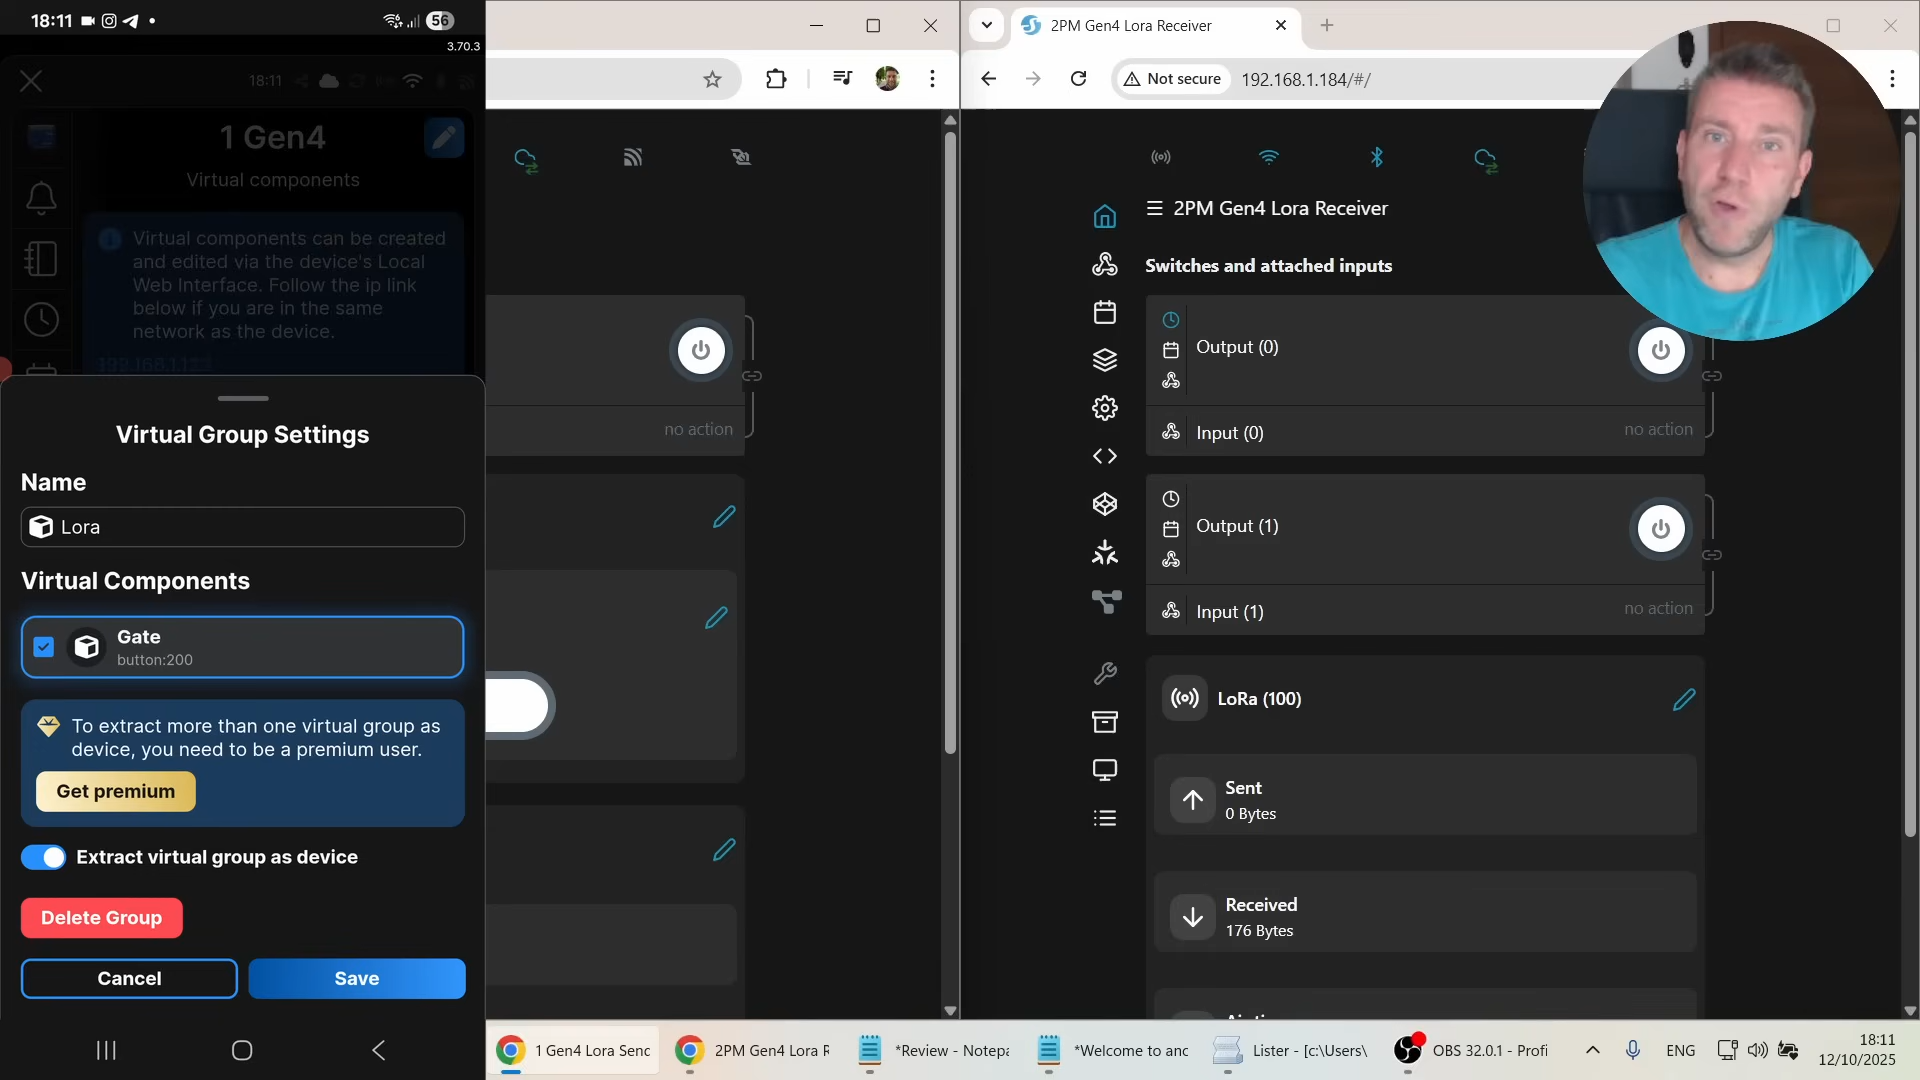 18:11
56
3.70.3
18:11
1 Gen4
Virtual components
Virtual components can be created
and edited via the device's Local
Web Interface. Follow the ip link
below if you are in the same
network as the device.
Virtual Group Settings
Name
Lora
Virtual Components
Gate
button:200
To extract more than one virtual group as
device, you need to be a premium user.
Get premium
Extract virtual group as device
Delete Group
Cancel
Save
no action
2PM Gen4 Lora Receiver
Not secure
192.168.1.184/#/
2PM Gen4 Lora Receiver
Switches and attached inputs
Output (0)
Input (0)
no action
Output (1)
Input (1)
no action
LoRa (100)
Sent
0 Bytes
Received
176 Bytes
1 Gen4 Lora Senc
2PM Gen4 Lora R
*Review - Notepa
*Welcome to anc
Lister - [c:\Users\
OBS 32.0.1 - Profi
ENG
18:11
12/10/2025